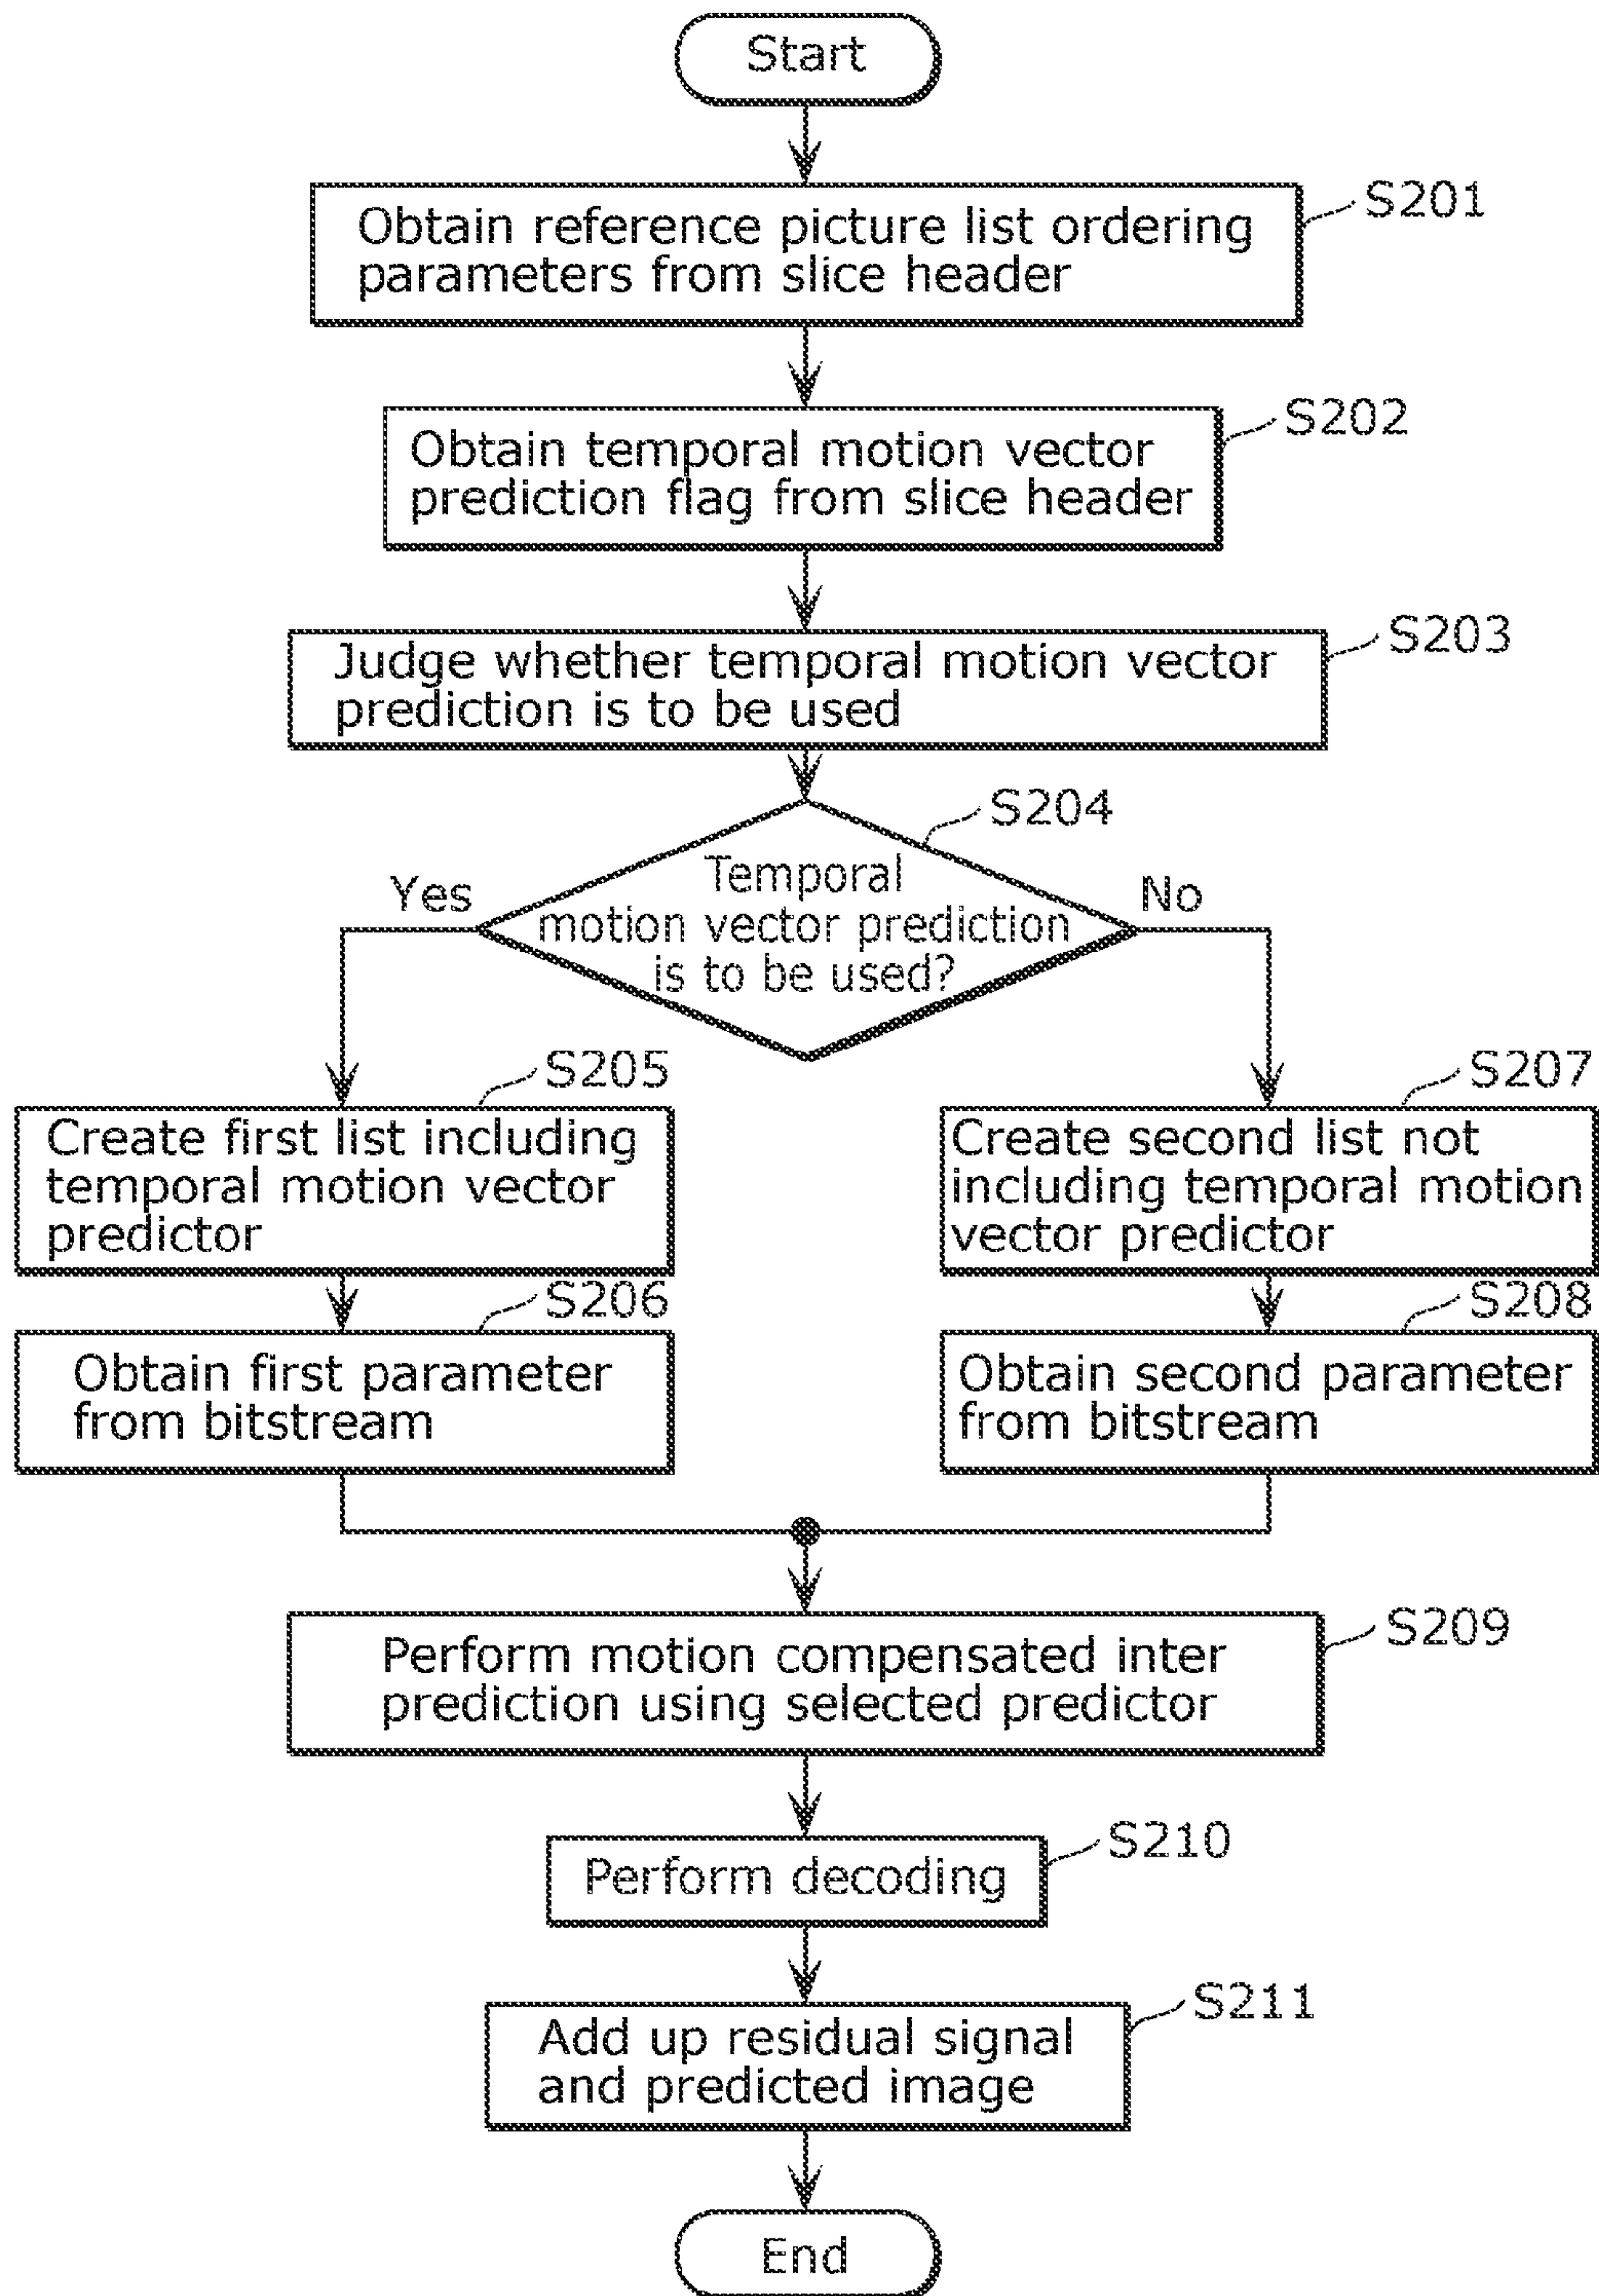 Start
S201
Obtain reference picture list ordering
parameters from slice header
S202
Obtain temporal motion vector
prediction flag from slice header
S203
Judge whether temporal motion vector
prediction is to be used
S204
Temporal
motion vector prediction
is to be used?
Yes
No
S205
Create first list including
temporal motion vector
predictor
S207
Create second list not
including temporal motion
vector predictor
S206
Obtain first parameter
from bitstream
S208
Obtain second parameter
from bitstream
S209
Perform motion compensated inter
prediction using selected predictor
S210
Perform decoding
S211
Add up residual signal
and predicted image
End